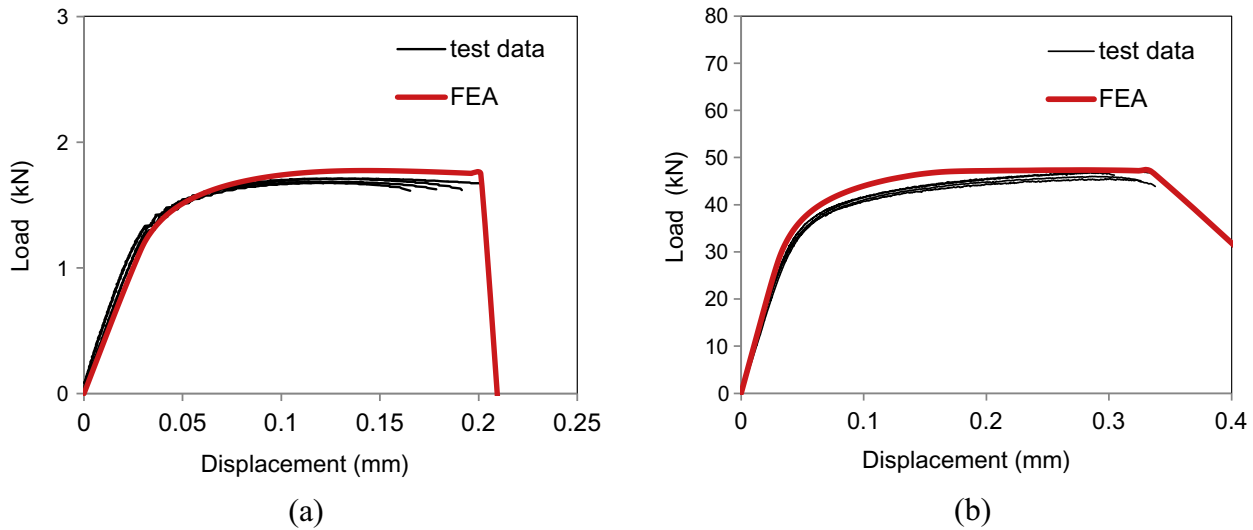 3
2
1
0
0
0.05
0.1
0.15
0.2
0.25
Load (kN)
Displacement (mm)
test data
FEA
(a)
80
70
60
50
40
30
20
10
0
0
0.1
0.2
0.3
0.4
Load (kN)
Displacement (mm)
test data
FEA
(b)